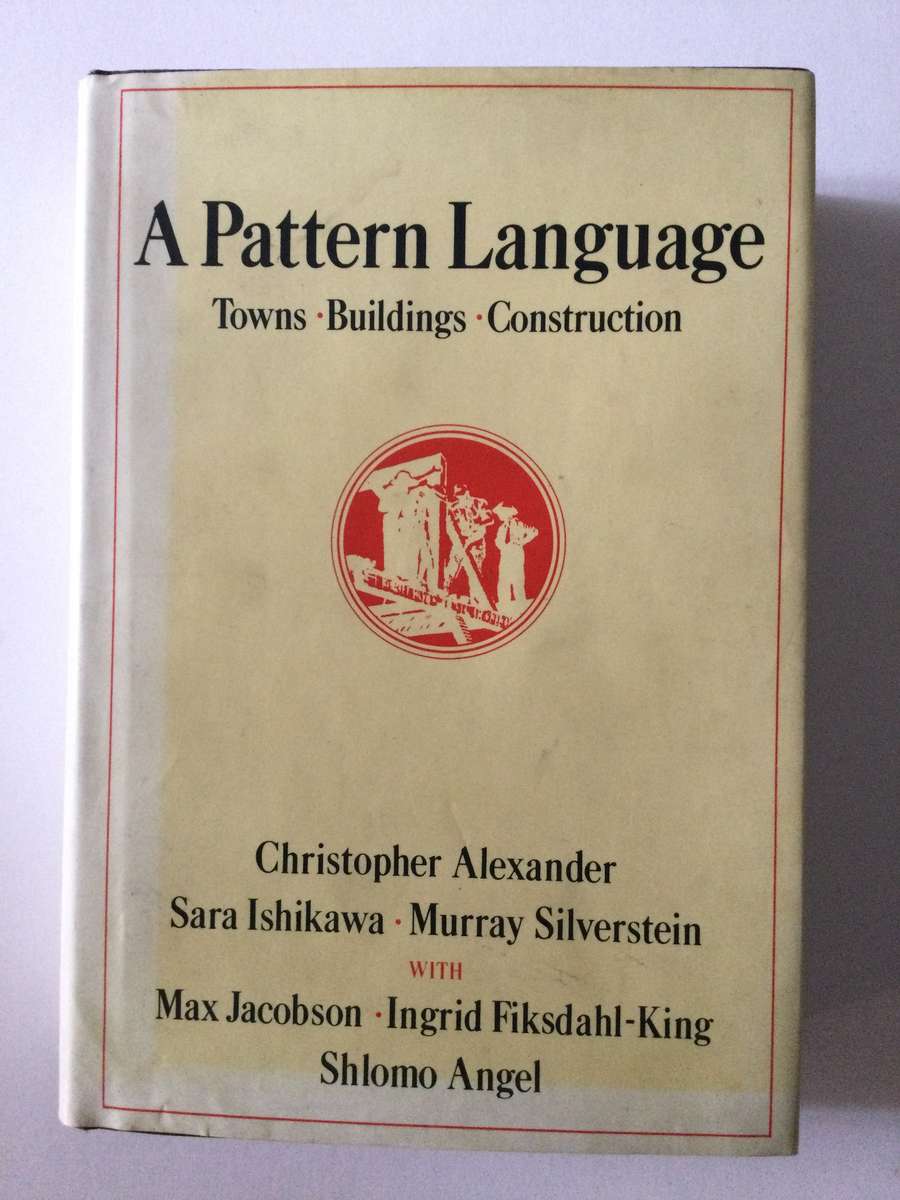 A Pattern Language
Towns · Buildings · Construction
Christopher Alexander
Sara Ishikawa · Murray Silverstein
WITH
Max Jacobson · Ingrid Fiksdahl-King
Shlomo Angel